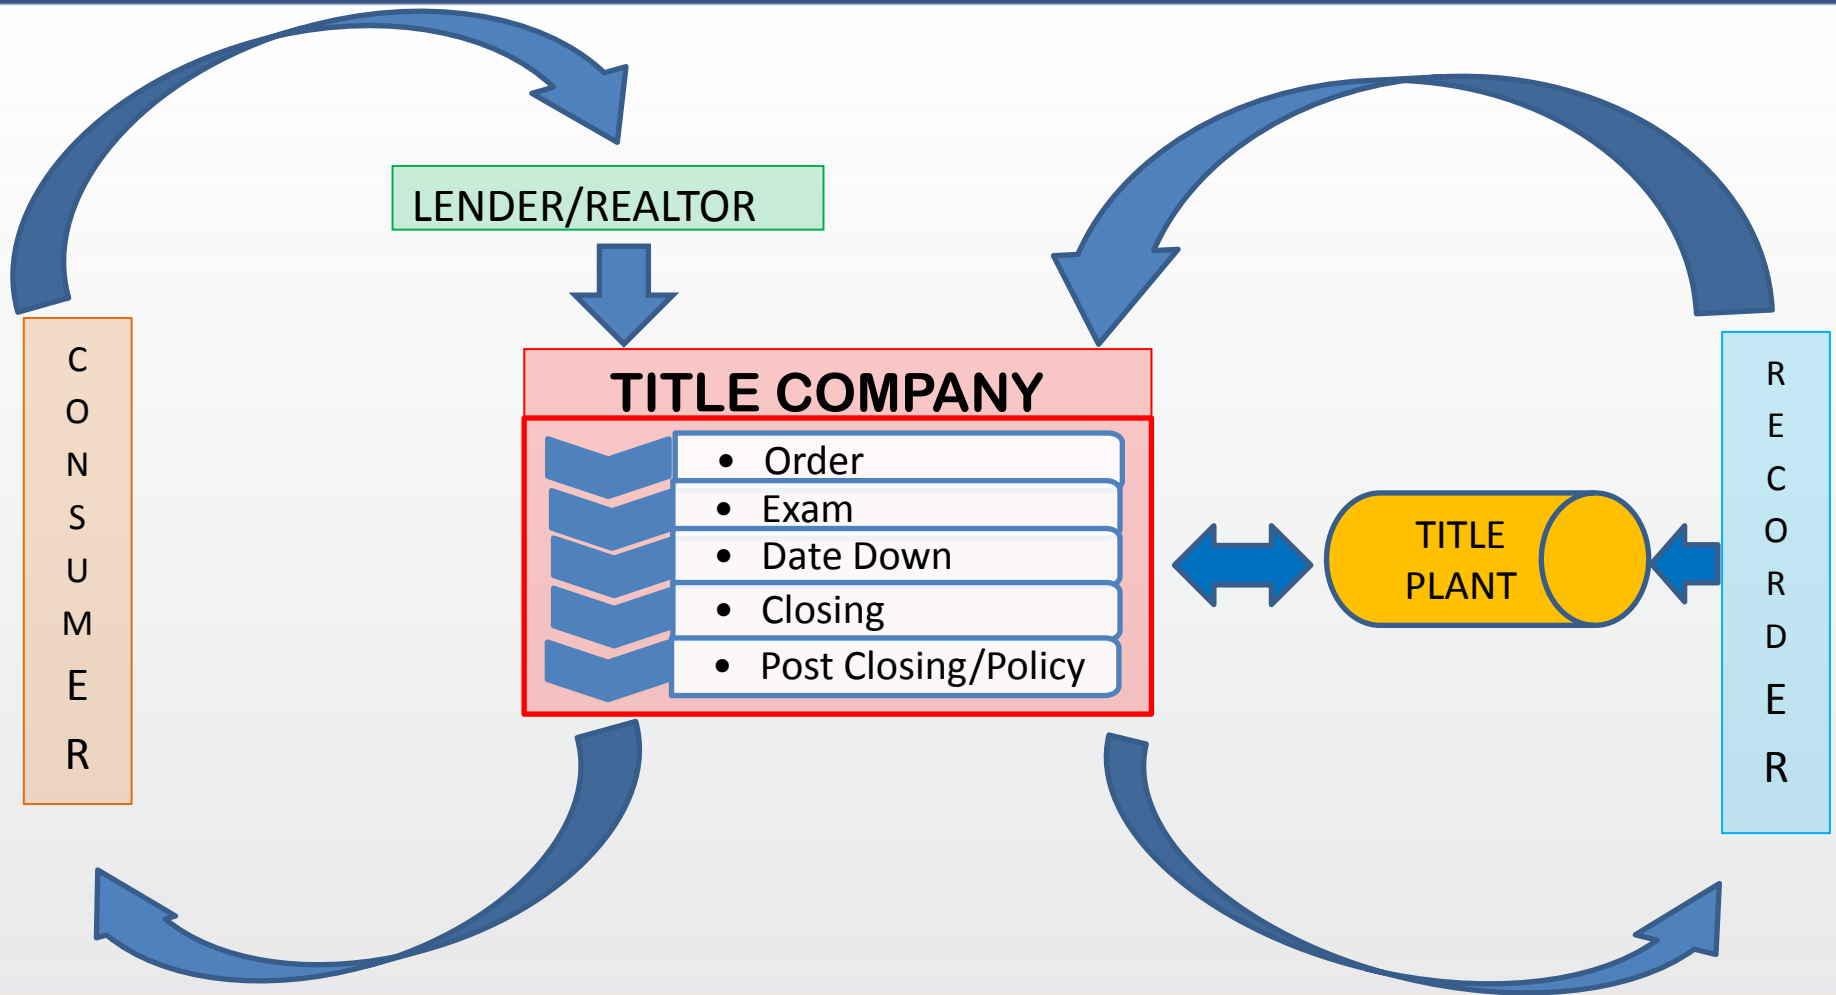 LENDER/REALTOR
C
O
N
S
U
M
E
R
TITLE COMPANY
• Order
• Exam
• Date Down
• Closing
• Post Closing/Policy
TITLE
PLANT
R
E
C
O
R
D
E
R